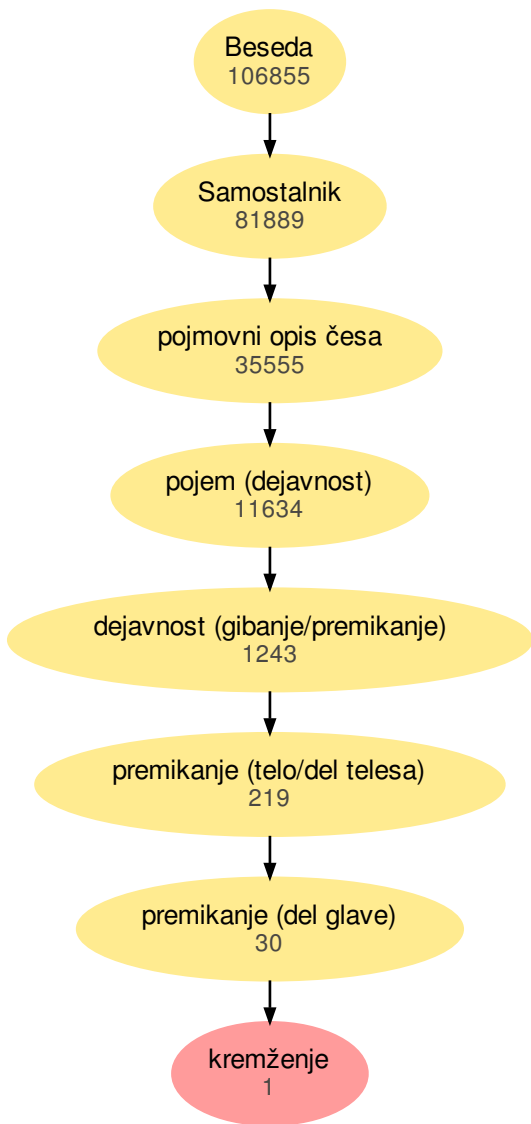 Beseda
106855
Samostalnik
81889
pojmovni opis česa
35555
pojem (dejavnost)
11634
dejavnost (gibanje/premikanje)
1243
premikanje (telo/del telesa)
219
premikanje (del glave)
30
kremženje
1